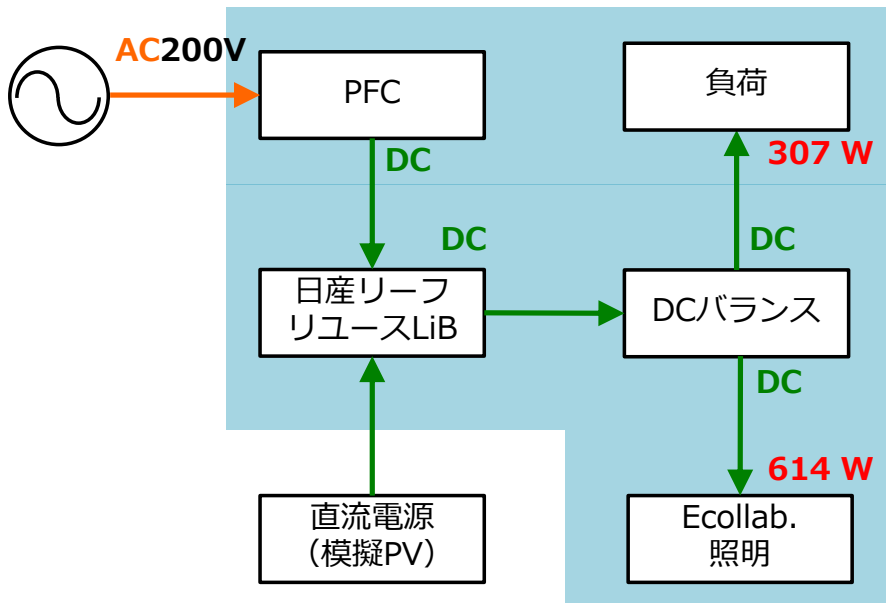 AC200V
PFC
負荷
307 W
DC
DC
DC
日産リーフ
リユースLiB
DCバランス
DC
614 W
直流電源
（模擬PV）
Ecollab.
照明